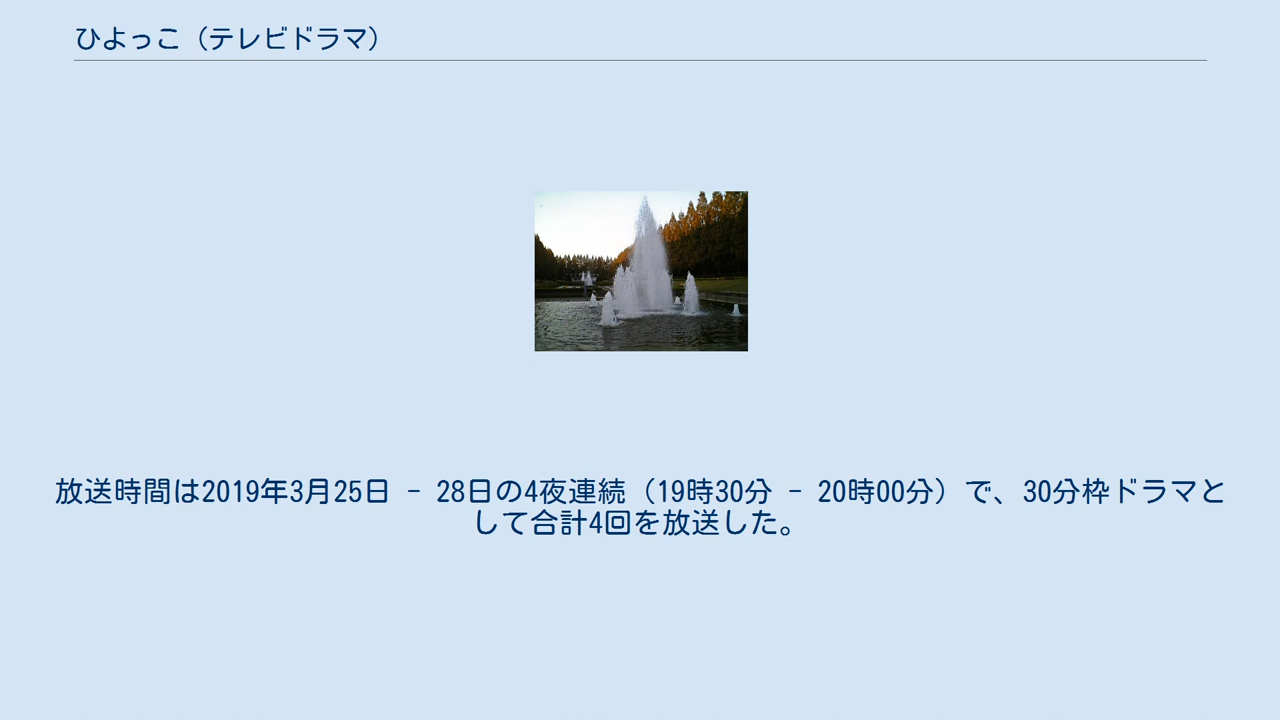 ひよっこ（テレビドラマ）
放送時間は2019年3月25日 - 28日の4夜連続（19時30分 - 20時00分）で、30分枠ドラマと
して合計4回を放送した。